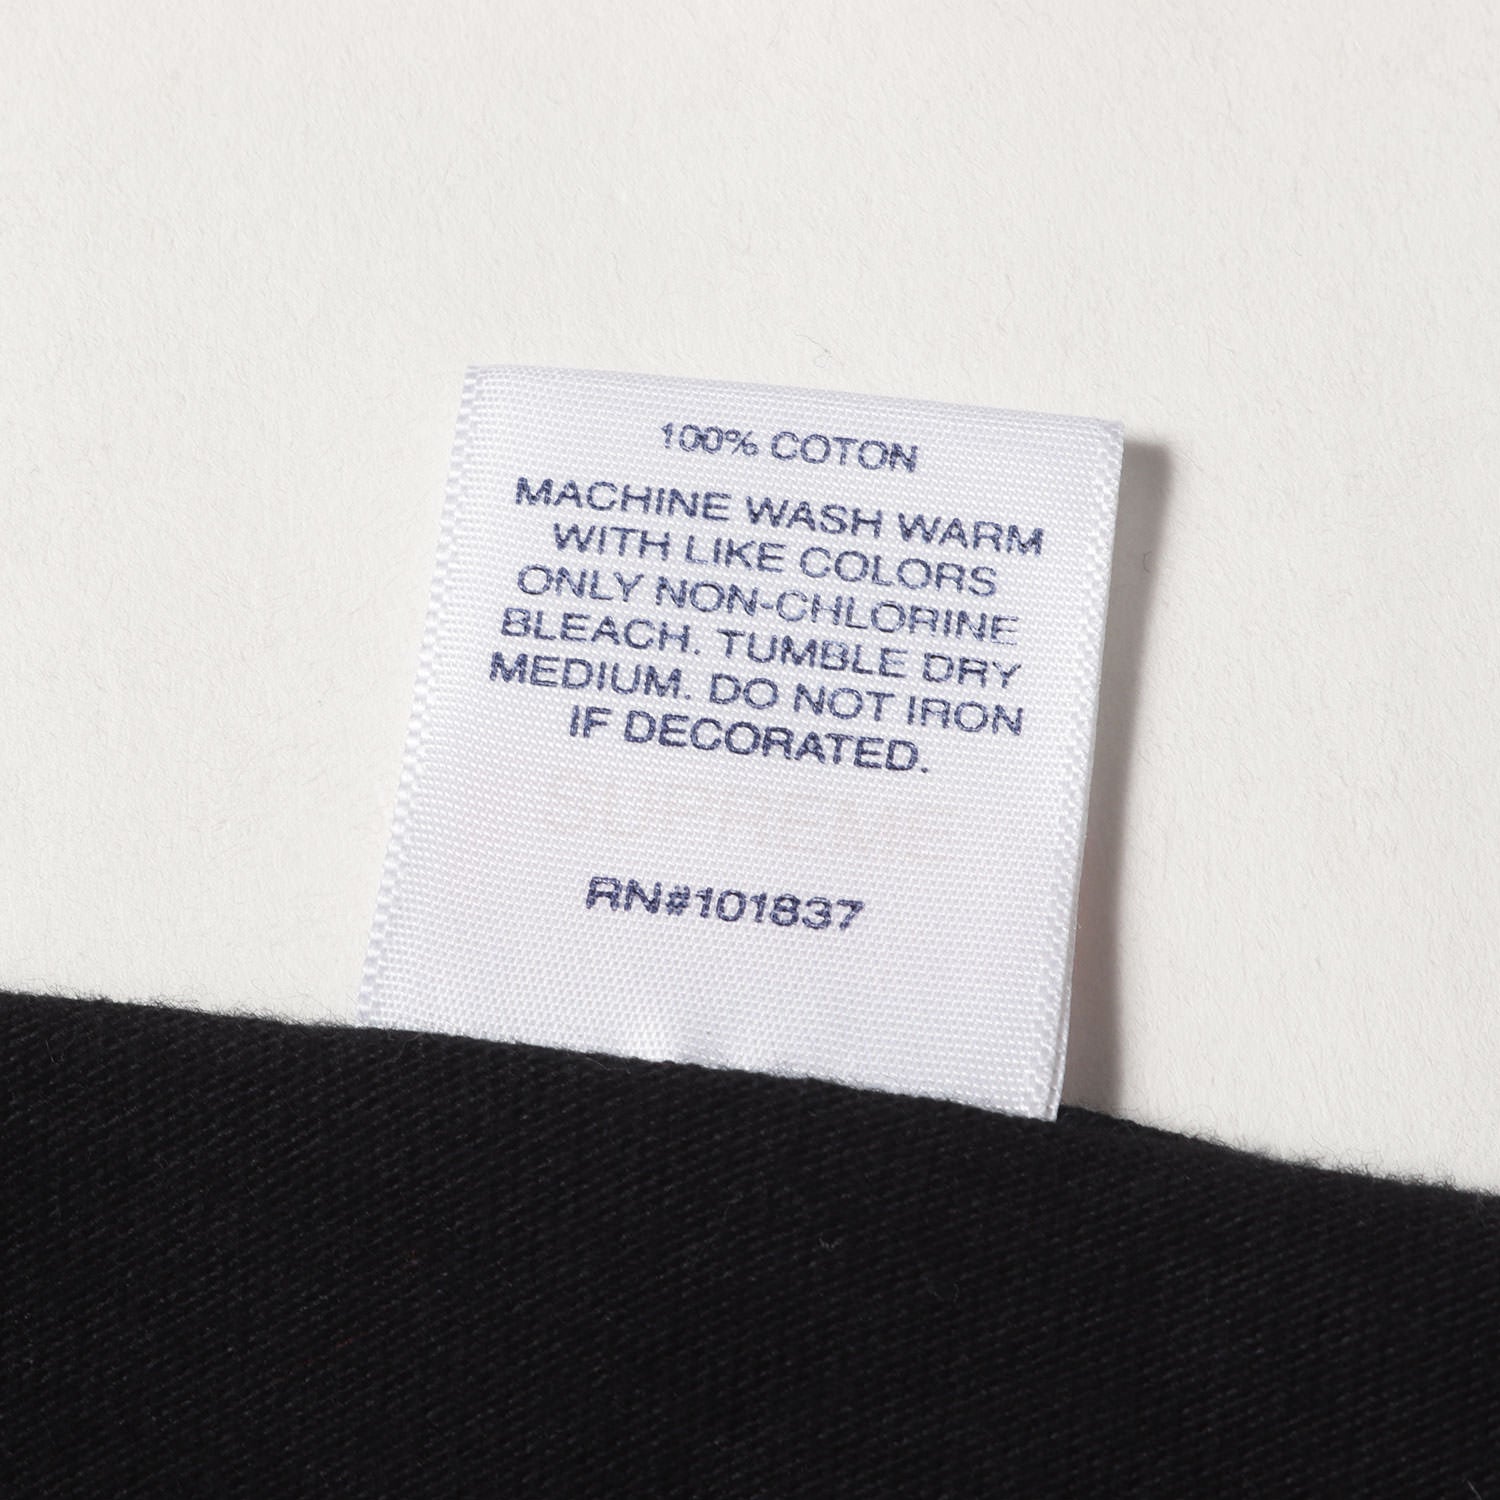 100% COTON
MACHINE WASH WARM
WITH LIKE COLORS
ONLY NON-CHLORINE
BLEACH. TUMBLE DRY
MEDIUM. DO NOT IRON
IF DECORATED.
RN#101837